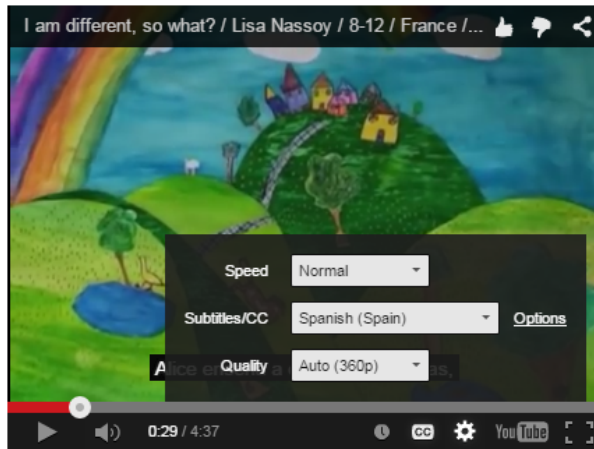 I am different, so what? / Lisa Nassoy / 8-12 / France /...
Speed Normal
Subtitles/CC Spanish (Spain) Options
Quality Auto (360p)
Alice
0:29 / 4:37 CC YouTube